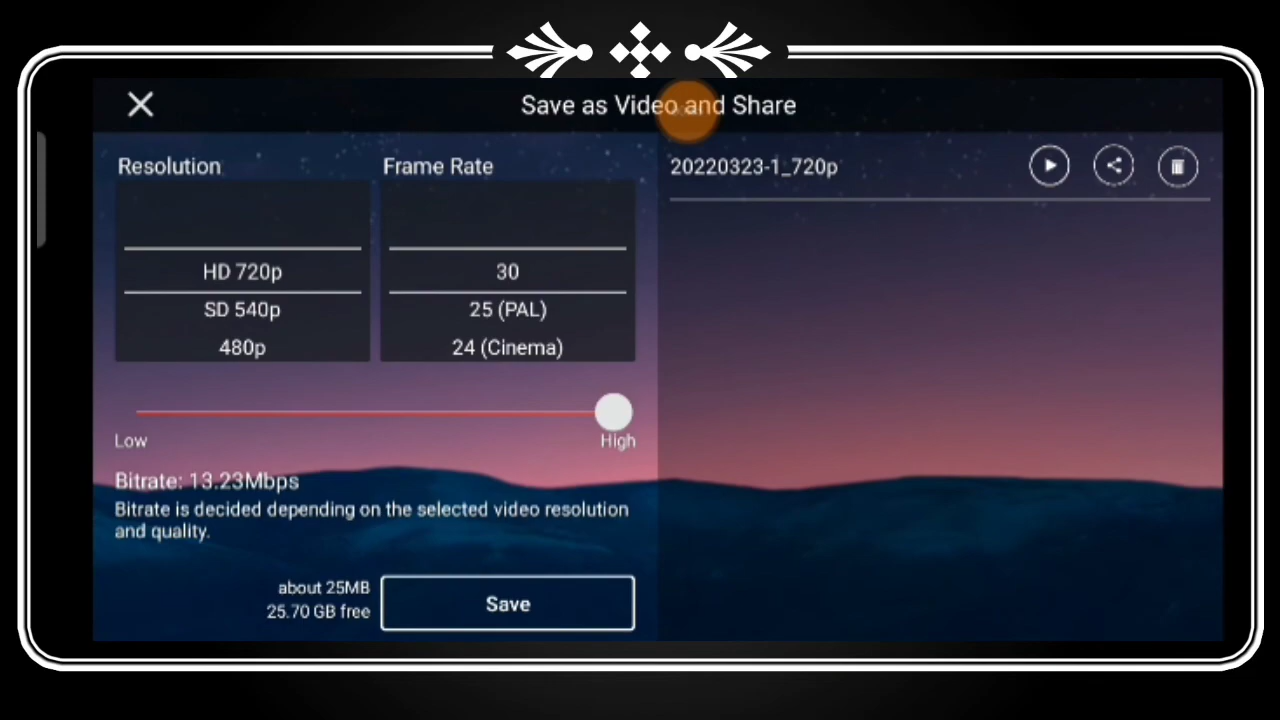 Save as Video and Share
Resolution
Frame Rate
HD 720p
SD 540p
480p
30
25 (PAL)
24 (Cinema)
Low
High
Bitrate: 13.23Mbps
Bitrate is decided depending on the selected video resolution
and quality.
about 25MB
25.70 GB free
Save
20220323-1_720p